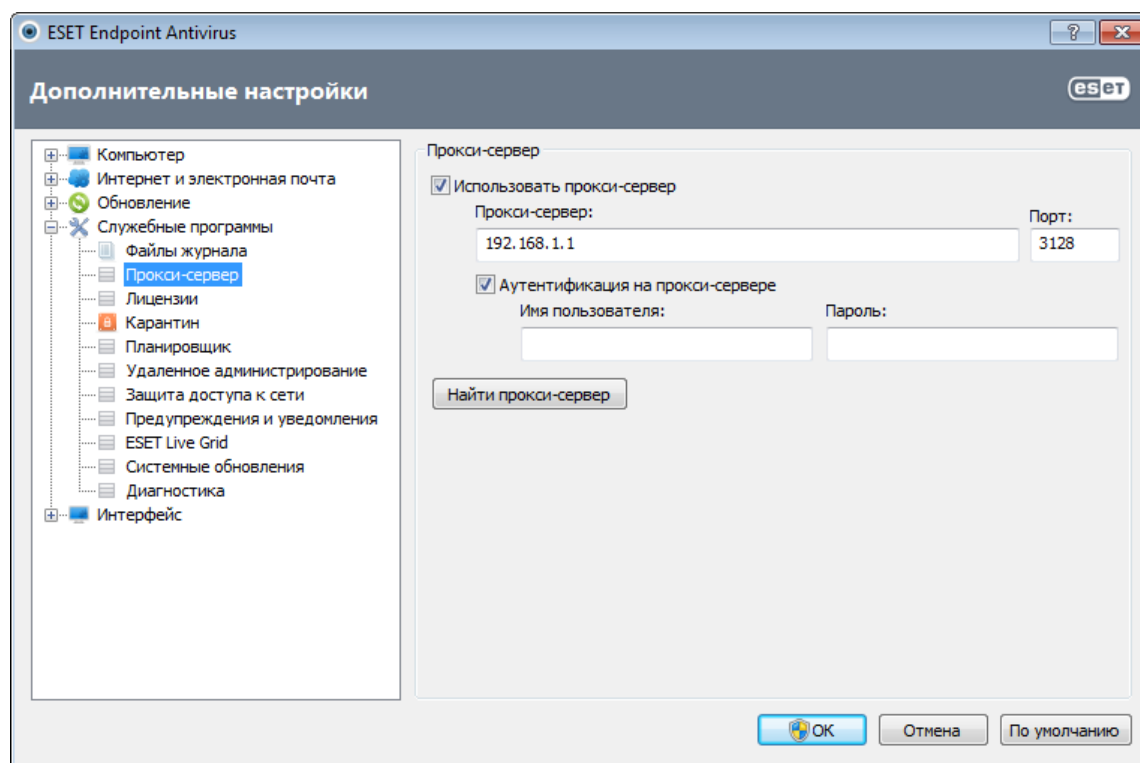 ESET Endpoint Antivirus
?
Дополнительные настройки
eset
Компьютер
Интернет и электронная почта
Обновление
Служебные программы
Файлы журнала
Прокси-сервер
Лицензии
Карантин
Планировщик
Удаленное администрирование
Защита доступа к сети
Предупреждения и уведомления
ESET Live Grid
Системные обновления
Диагностика
Интерфейс
Прокси-сервер
Использовать прокси-сервер
Прокси-сервер: Порт:
192.168.1.1 3128
Аутентификация на прокси-сервере
Имя пользователя: Пароль:
Найти прокси-сервер
OK Отмена По умолчанию